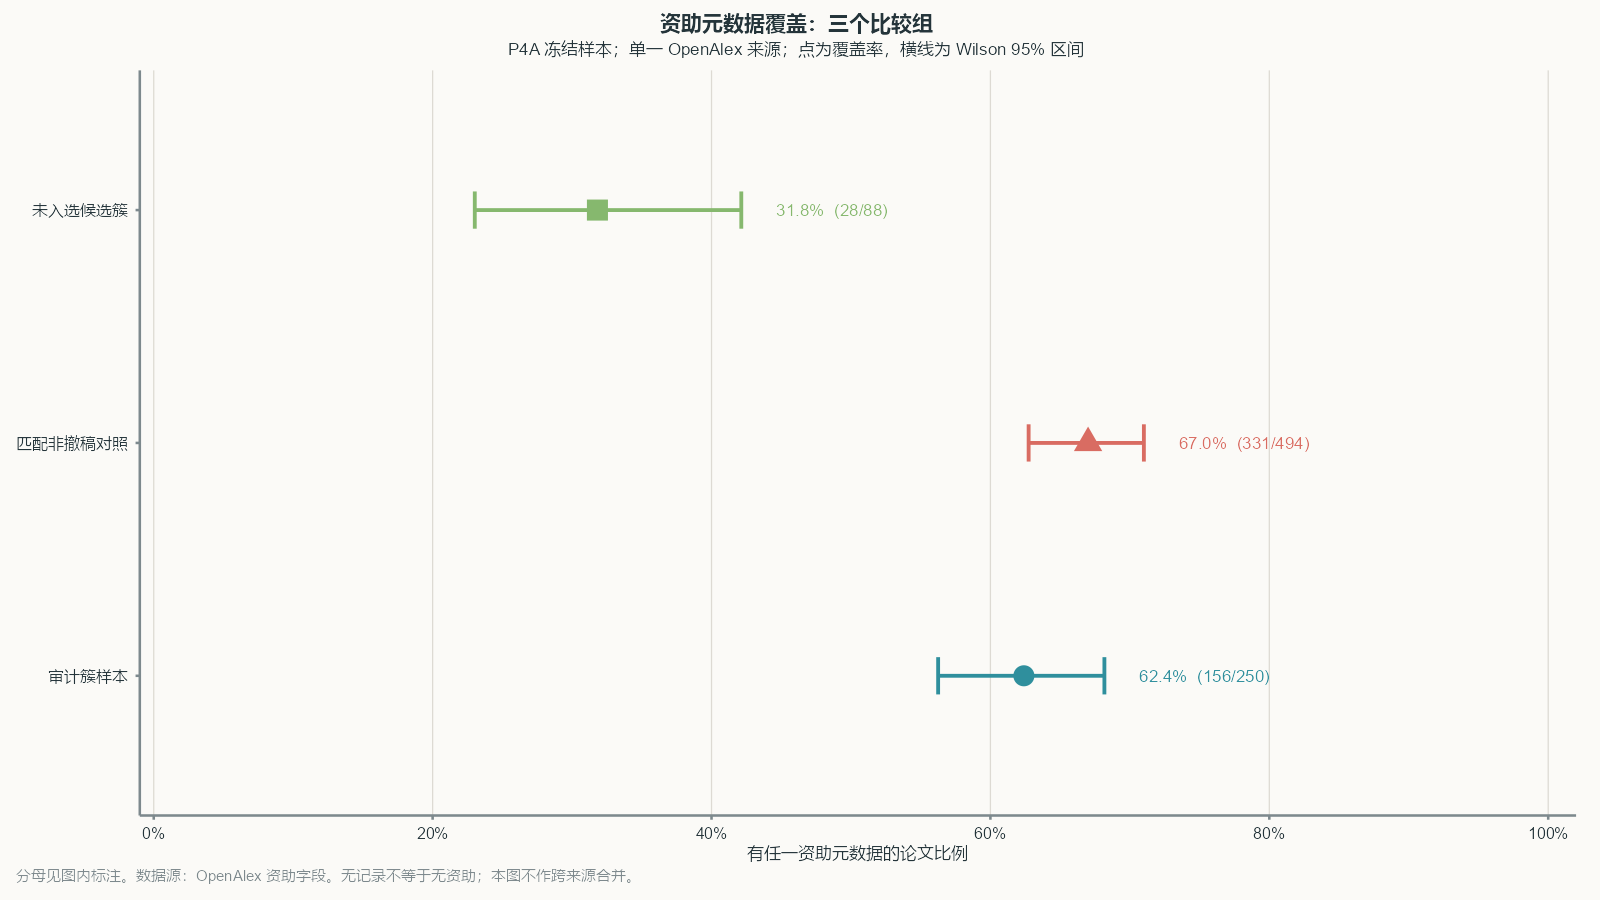 资助元数据覆盖：三个比较组
P4A 冻结样本；单一 OpenAlex 来源；点为覆盖率，横线为 Wilson 95% 区间
未入选候选簇
31.8% (28/88)
匹配非撤稿对照
67.0% (331/494)
审计簇样本
62.4% (156/250)
0% 20% 40% 60% 80% 100%
有任一资助元数据的论文比例
分母见图内标注。数据源：OpenAlex 资助字段。无记录不等于无资助；本图不作跨来源合并。